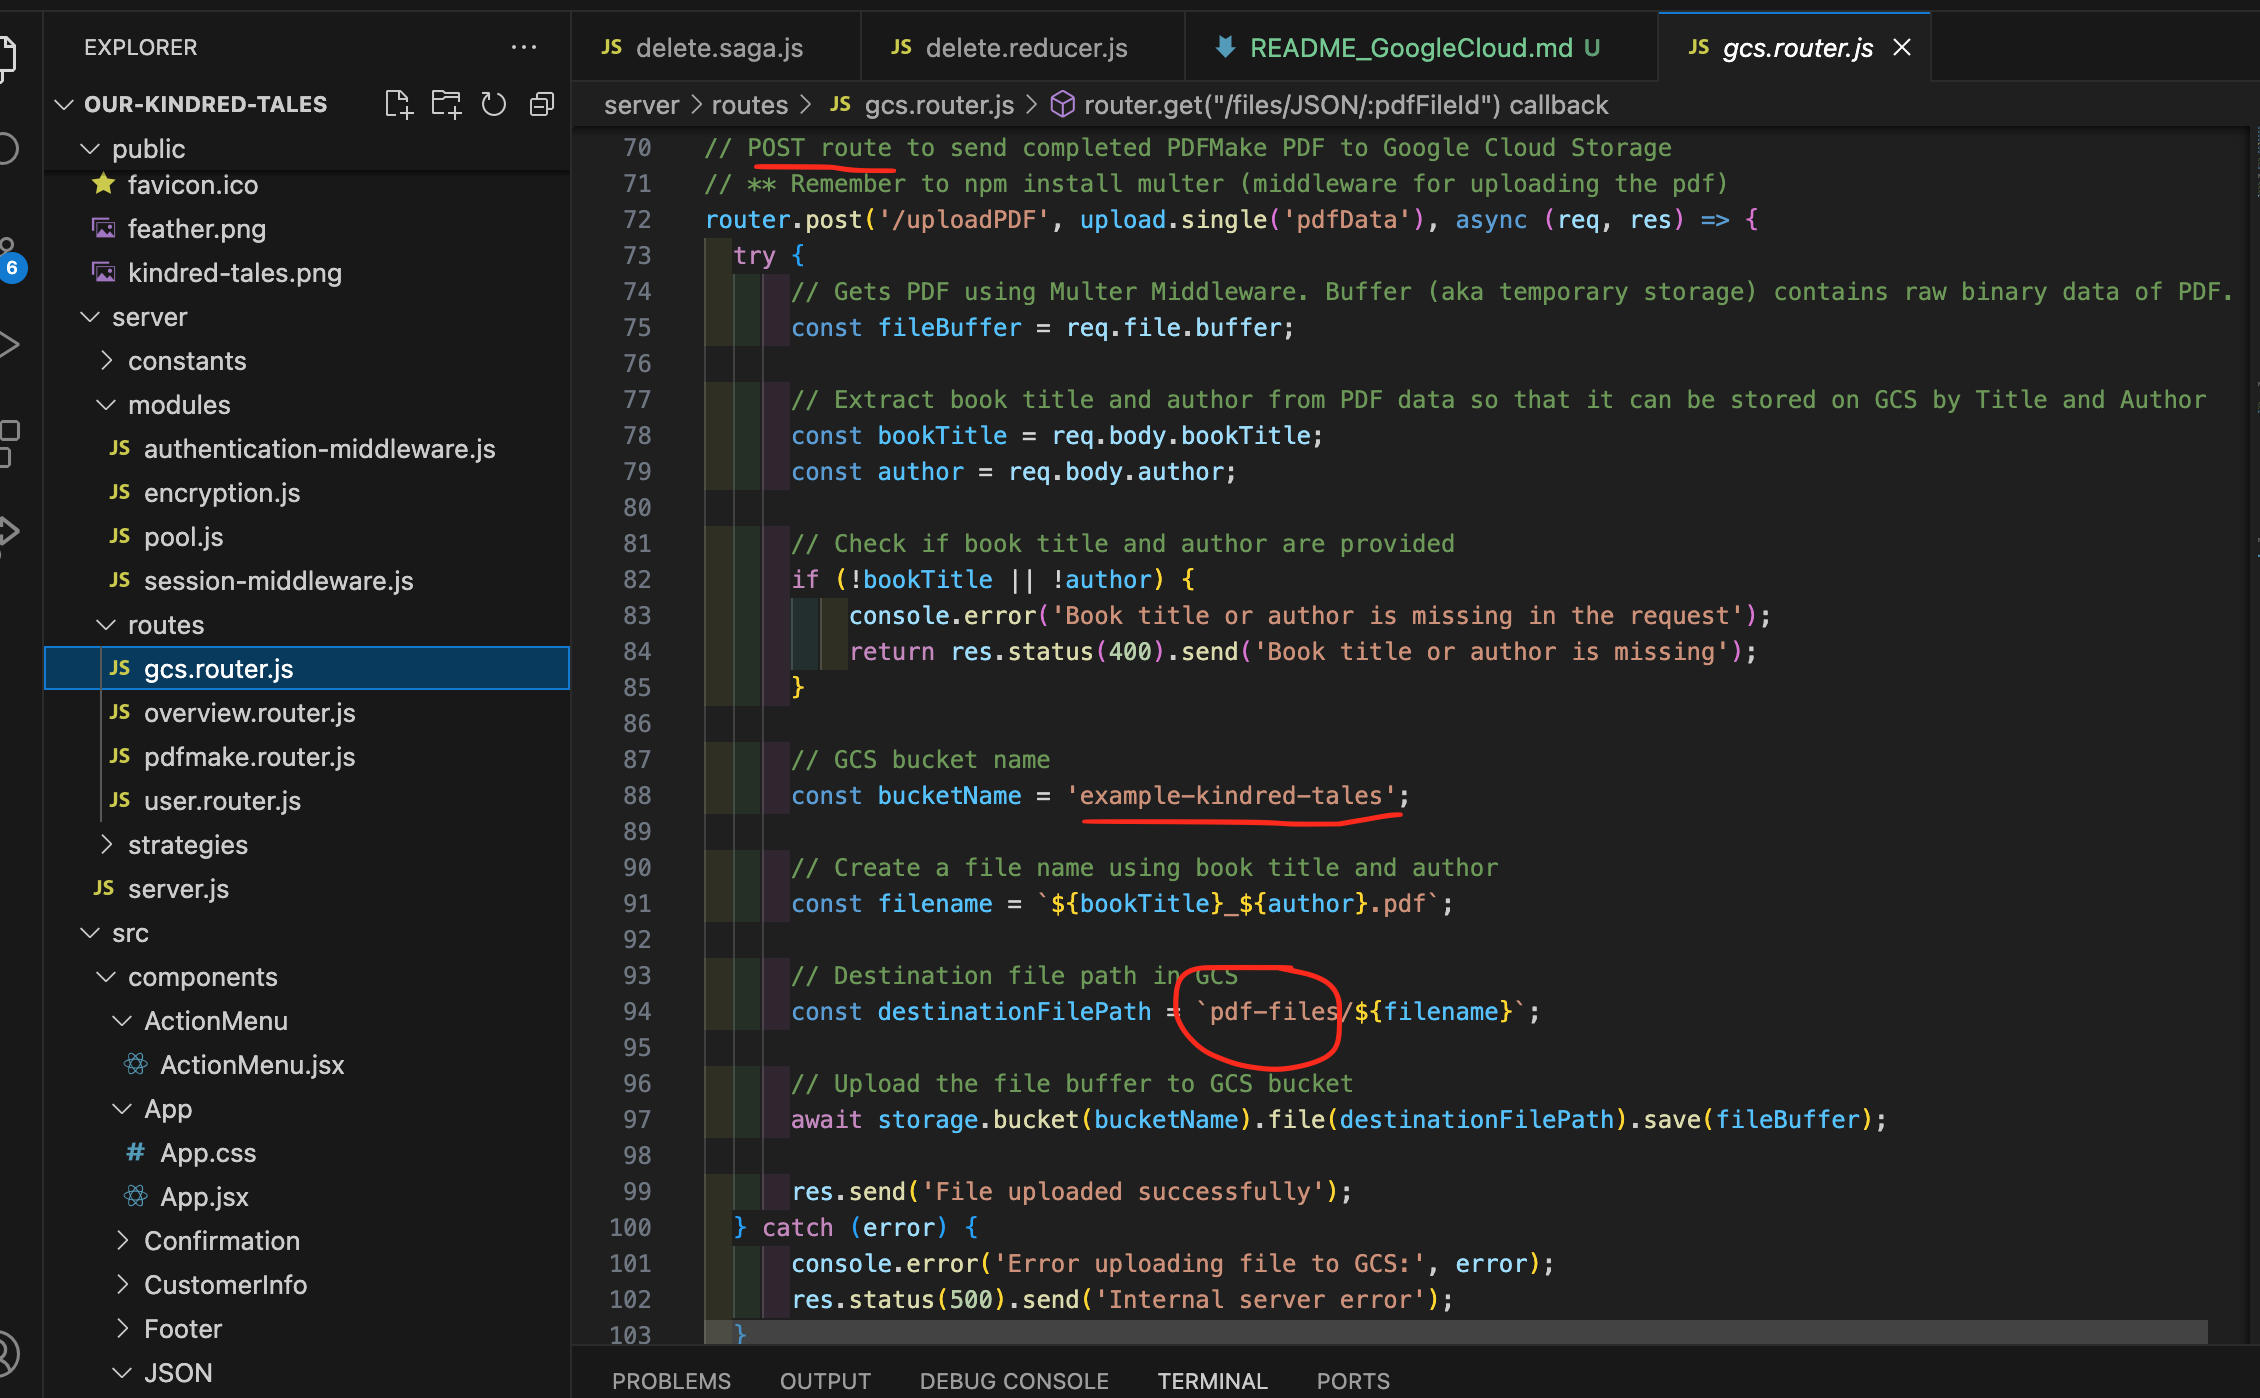 EXPLORER
OUR-KINDRED-TALES
public
favicon.ico
feather.png
kindred-tales.png
server
constants
modules
JS authentication-middleware.js
JS encryption.js
JS pool.js
JS session-middleware.js
routes
JS gcs.router.js
JS overview.router.js
JS pdfmake.router.js
JS user.router.js
strategies
JS server.js
src
components
ActionMenu
ActionMenu.jsx
App
# App.css
App.jsx
Confirmation
CustomerInfo
Footer
JSON
6
JS delete.saga.js
JS delete.reducer.js
README_GoogleCloud.md U
JS gcs.router.js
server > routes > JS gcs.router.js > router.get("/files/JSON/:pdfFileId") callback
70 // POST route to send completed PDFMake PDF to Google Cloud Storage
71 // ** Remember to npm install multer (middleware for uploading the pdf)
72 router.post('/uploadPDF', upload.single('pdfData'), async (req, res) => {
73 try {
74 // Gets PDF using Multer Middleware. Buffer (aka temporary storage) contains raw binary data of PDF.
75 const fileBuffer = req.file.buffer;
76
77 // Extract book title and author from PDF data so that it can be stored on GCS by Title and Author
78 const bookTitle = req.body.bookTitle;
79 const author = req.body.author;
80
81 // Check if book title and author are provided
82 if (!bookTitle || !author) {
83 console.error('Book title or author is missing in the request');
84 return res.status(400).send('Book title or author is missing');
85 }
86
87 // GCS bucket name
88 const bucketName = 'example-kindred-tales';
89
90 // Create a file name using book title and author
91 const filename = `${bookTitle}_${author}.pdf`;
92
93 // Destination file path in GCS
94 const destinationFilePath = `pdf-files/${filename}`;
95
96 // Upload the file buffer to GCS bucket
97 await storage.bucket(bucketName).file(destinationFilePath).save(fileBuffer);
98
99 res.send('File uploaded successfully');
100 } catch (error) {
101 console.error('Error uploading file to GCS:', error);
102 res.status(500).send('Internal server error');
103 }
PROBLEMS OUTPUT DEBUG CONSOLE TERMINAL PORTS